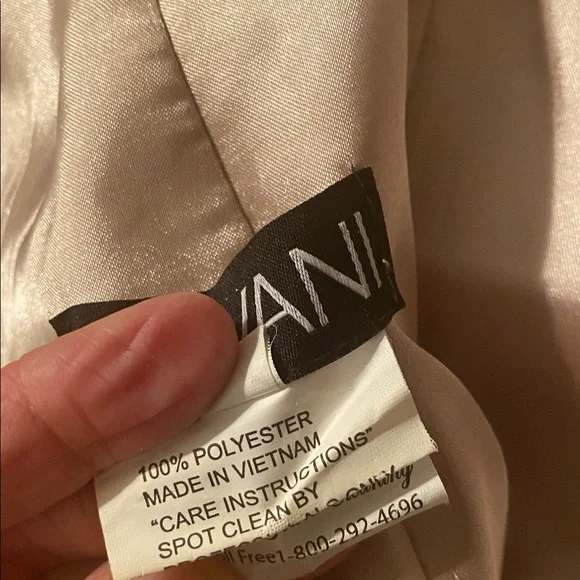 VANI
100% POLYESTER
MADE IN VIETNAM
"CARE INSTRUCTIONS"
SPOT CLEAN BY
Free1-800-292-4696